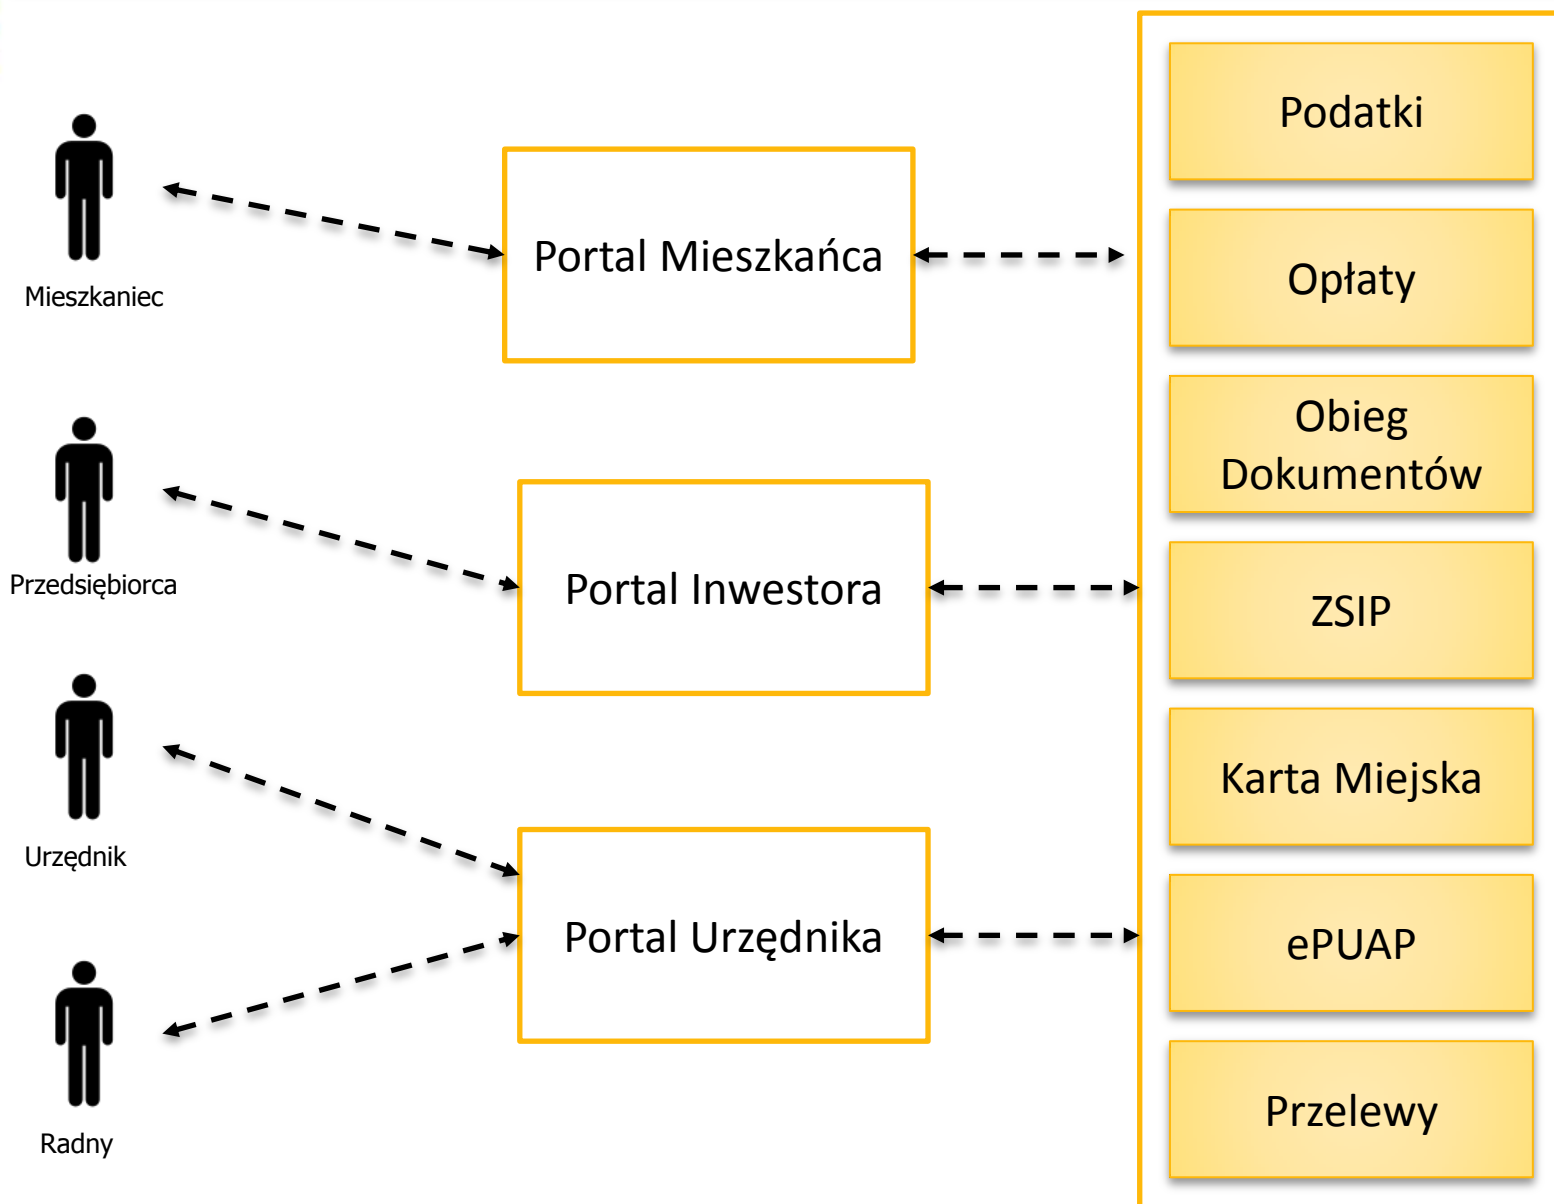 Mieszkaniec
Przedsiębiorca
Urzędnik
Radny
Portal Mieszkańca
Portal Inwestora
Portal Urzędnika
Podatki
Opłaty
Obieg
Dokumentów
ZSIP
Karta Miejska
ePUAP
Przelewy